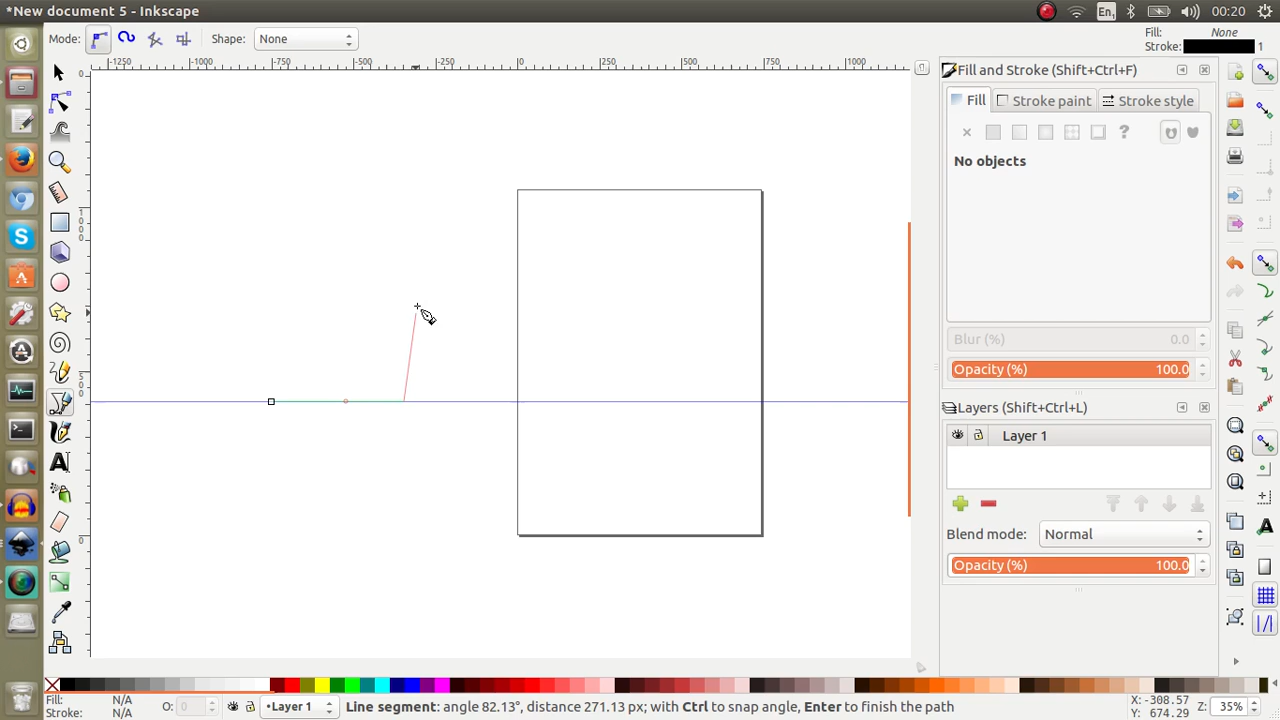 *New document 5 - Inkscape
En1
00:20
Mode:
Shape:
None
Fill:
None
Stroke:
1
-1250
-1000
-750
-500
-250
0
250
500
750
1000
Fill and Stroke (Shift+Ctrl+F)
Fill
Stroke paint
Stroke style
?
No objects
Blur (%)
0.0
Opacity (%)
100.0
Layers (Shift+Ctrl+L)
Layer 1
Blend mode:
Normal
Opacity (%)
100.0
1000
500
0
Fill:
N/A
Stroke:
N/A
O:
0
•Layer 1
Line segment: angle 82.13°, distance 271.13 px; with Ctrl to snap angle, Enter to finish the path
X:
-308.57
Y:
674.29
Z:
35%